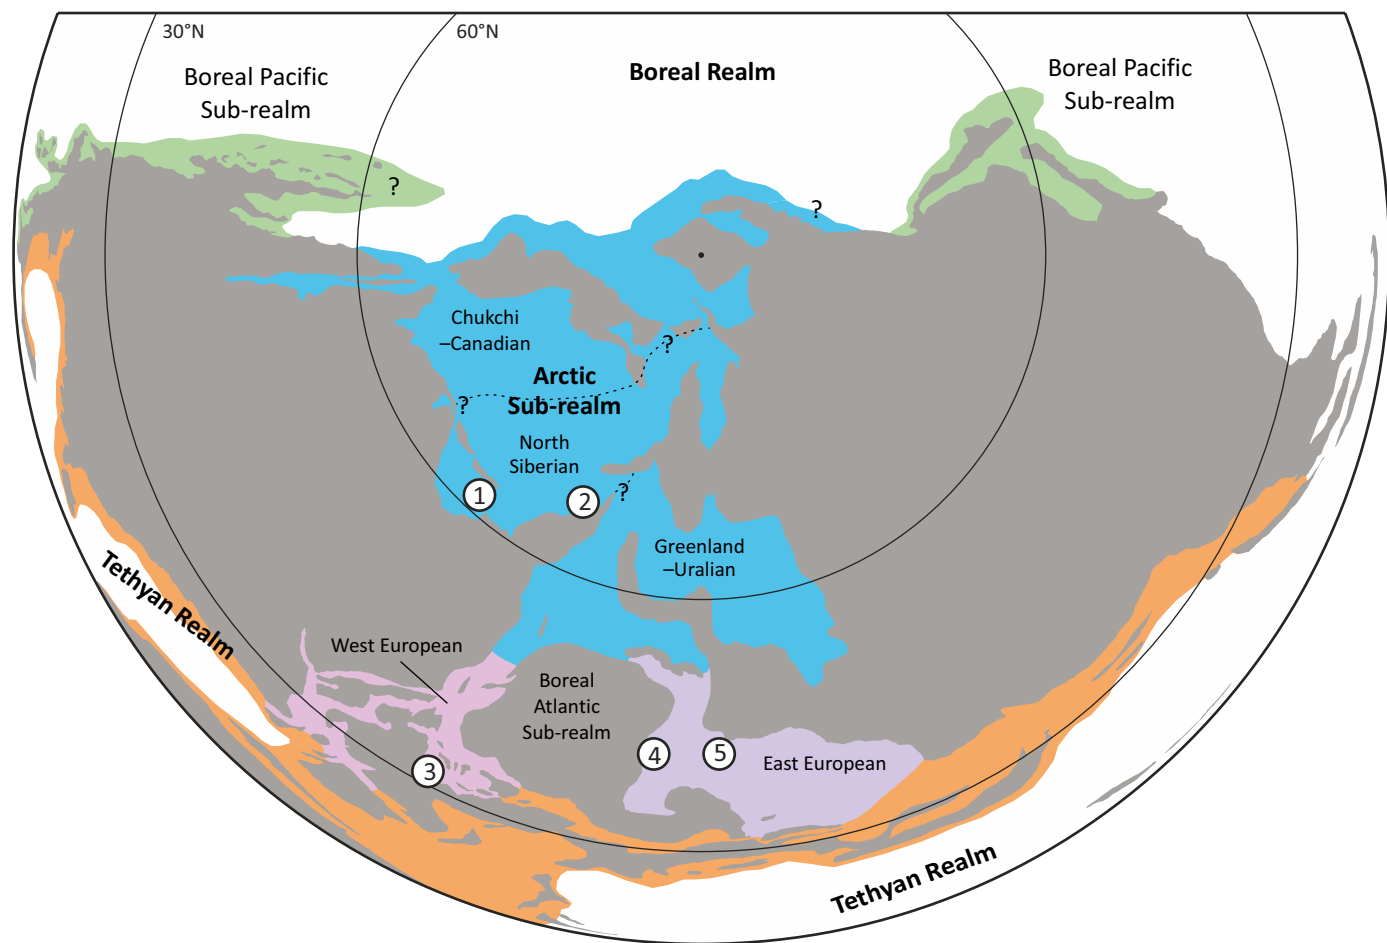 30°N
60°N
Boreal Pacific
Sub-realm
Boreal Realm
Boreal Pacific
Sub-realm
?
?
Chukchi
–Canadian
?
Arctic
Sub-realm
?
North
Siberian
1
2
?
Greenland
–Uralian
Tethyan Realm
West European
Boreal
Atlantic
Sub-realm
3
4
5
East European
Tethyan Realm